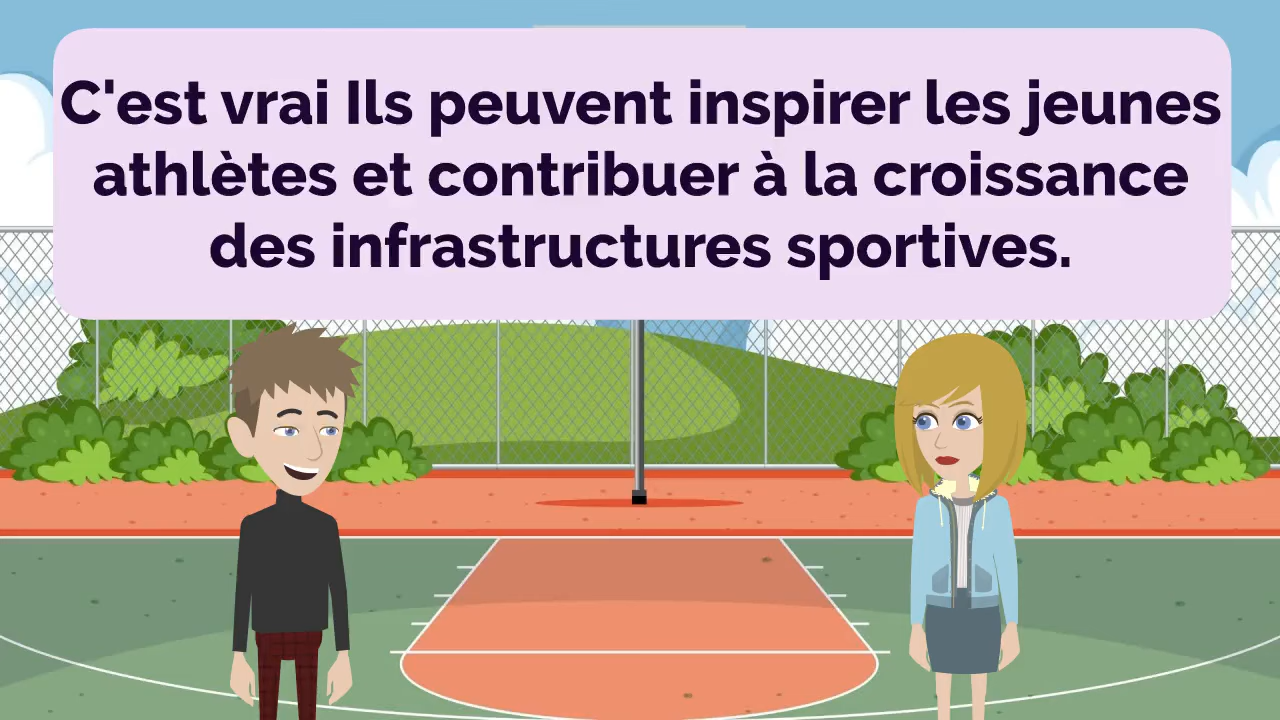 C'est vrai Ils peuvent inspirer les jeunes
athlètes et contribuer à la croissance
des infrastructures sportives.